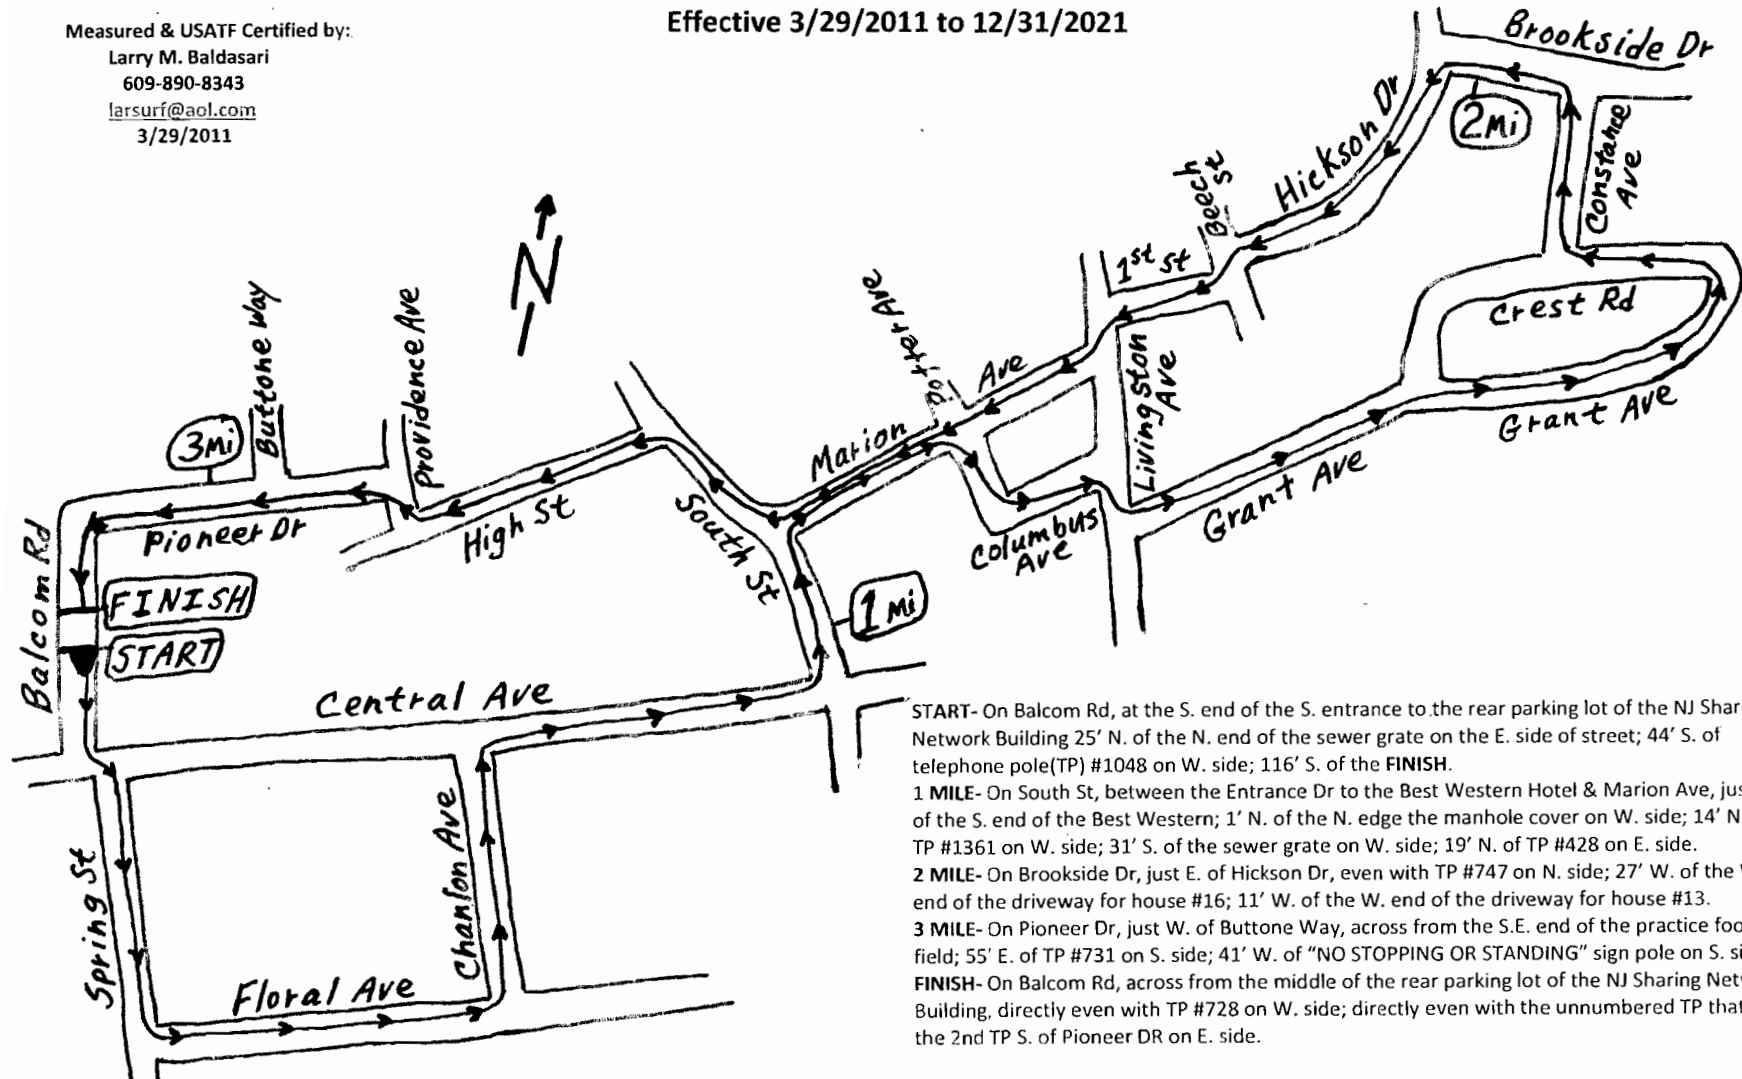 Measured & USATF Certified by:
Larry M. Baldasari
609-890-8343
larsurf@aol.com
3/29/2011
Effective 3/29/2011 to 12/31/2021
Brookside Dr
Hickson Dr
2 Mi
Constance
Ave
Beech
St
1st St
Crest Rd
N
Potter Ave
Potter
Ave
Marion
Livingston
Ave
Grant Ave
Grant Ave
Columbus
Ave
Buttone Way
Providence Ave
3 Mi
Pioneer Dr
High St
South St
Balcom Rd
FINISH
START
1 Mi
Central Ave
Spring St
Chanlon Ave
Floral Ave
START- On Balcom Rd, at the S. end of the S. entrance to the rear parking lot of the NJ Shar
Network Building 25' N. of the N. end of the sewer grate on the E. side of street; 44' S. of
telephone pole(TP) #1048 on W. side; 116' S. of the FINISH.
1 MILE- On South St, between the Entrance Dr to the Best Western Hotel & Marion Ave, jus
of the S. end of the Best Western; 1' N. of the N. edge the manhole cover on W. side; 14' N
TP #1361 on W. side; 31' S. of the sewer grate on W. side; 19' N. of TP #428 on E. side.
2 MILE- On Brookside Dr, just E. of Hickson Dr, even with TP #747 on N. side; 27' W. of the
end of the driveway for house #16; 11' W. of the W. end of the driveway for house #13.
3 MILE- On Pioneer Dr, just W. of Buttone Way, across from the S.E. end of the practice foo
field; 55' E. of TP #731 on S. side; 41' W. of "NO STOPPING OR STANDING" sign pole on S. si
FINISH- On Balcom Rd, across from the middle of the rear parking lot of the NJ Sharing Net
Building, directly even with TP #728 on W. side; directly even with the unnumbered TP that
the 2nd TP S. of Pioneer DR on E. side.